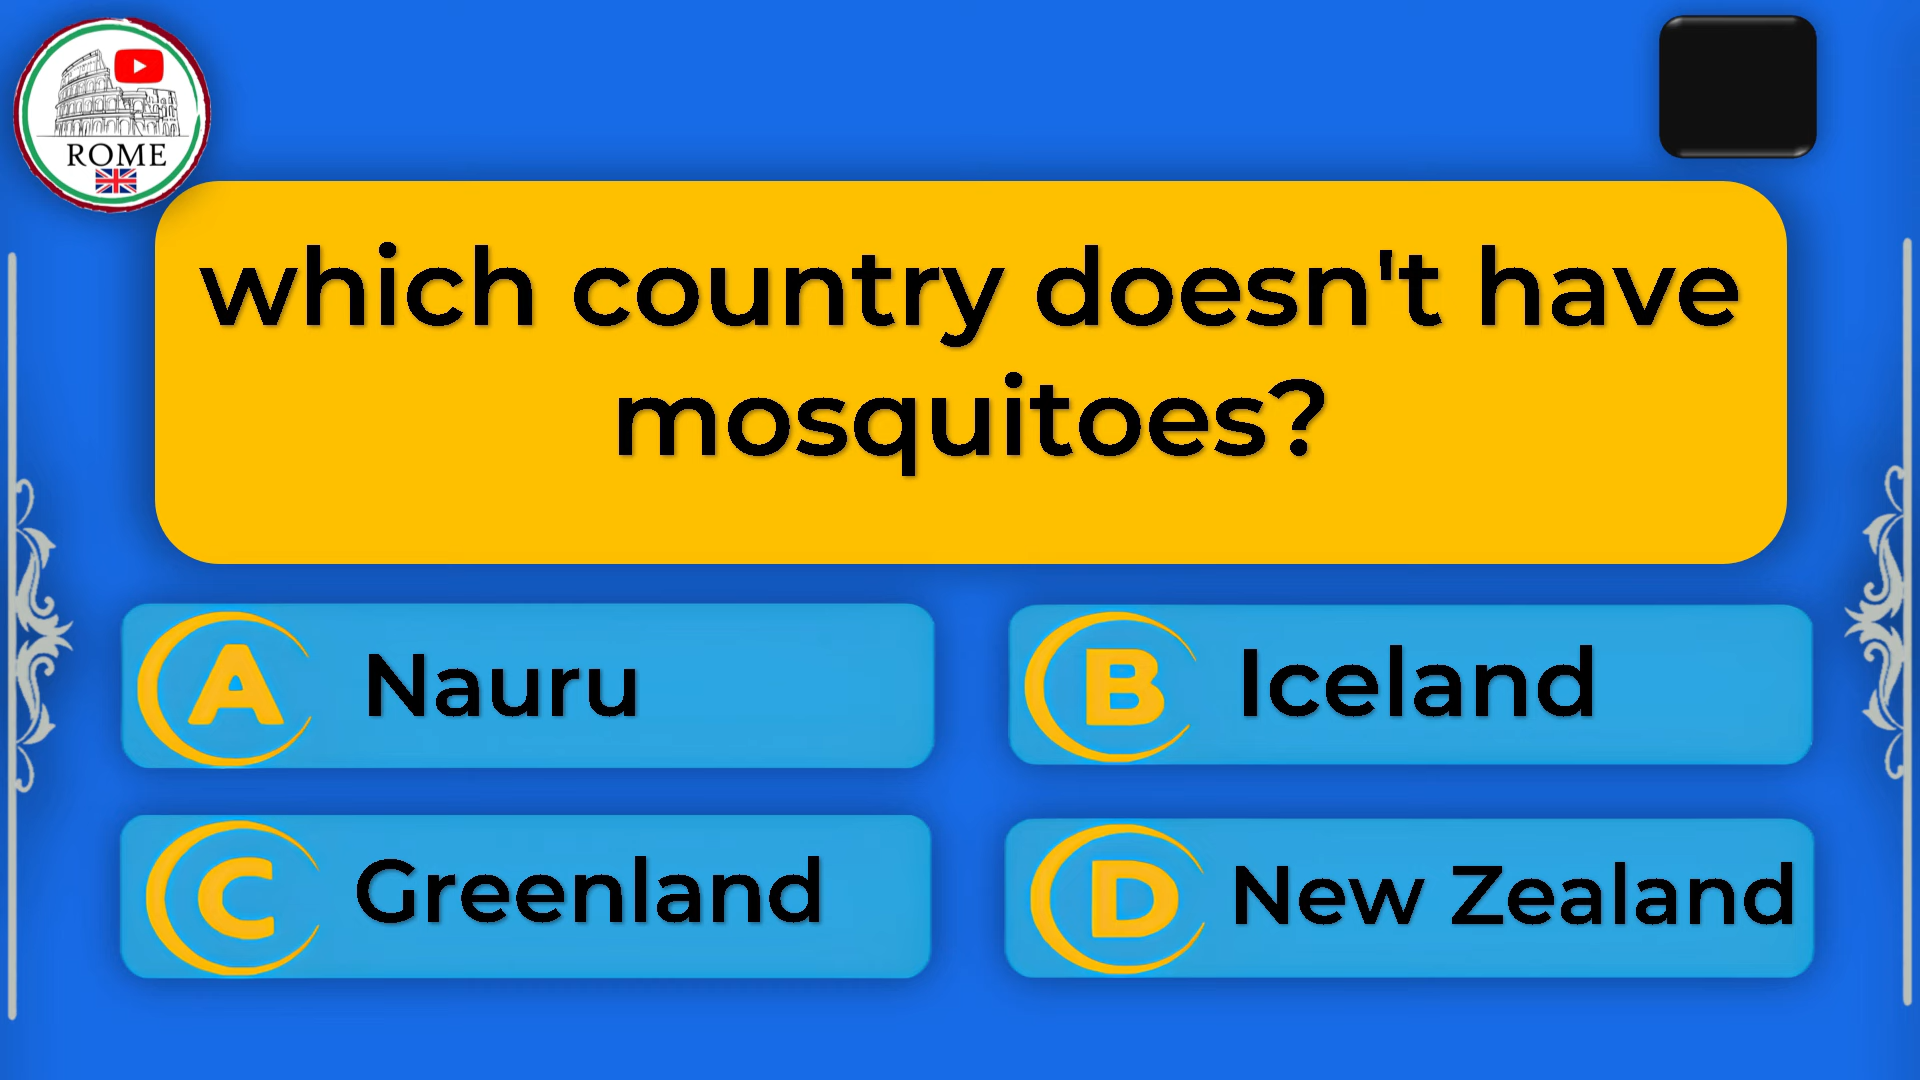 ROME
which country doesn't have
mosquitoes?
A Nauru
B Iceland
C Greenland
D New Zealand